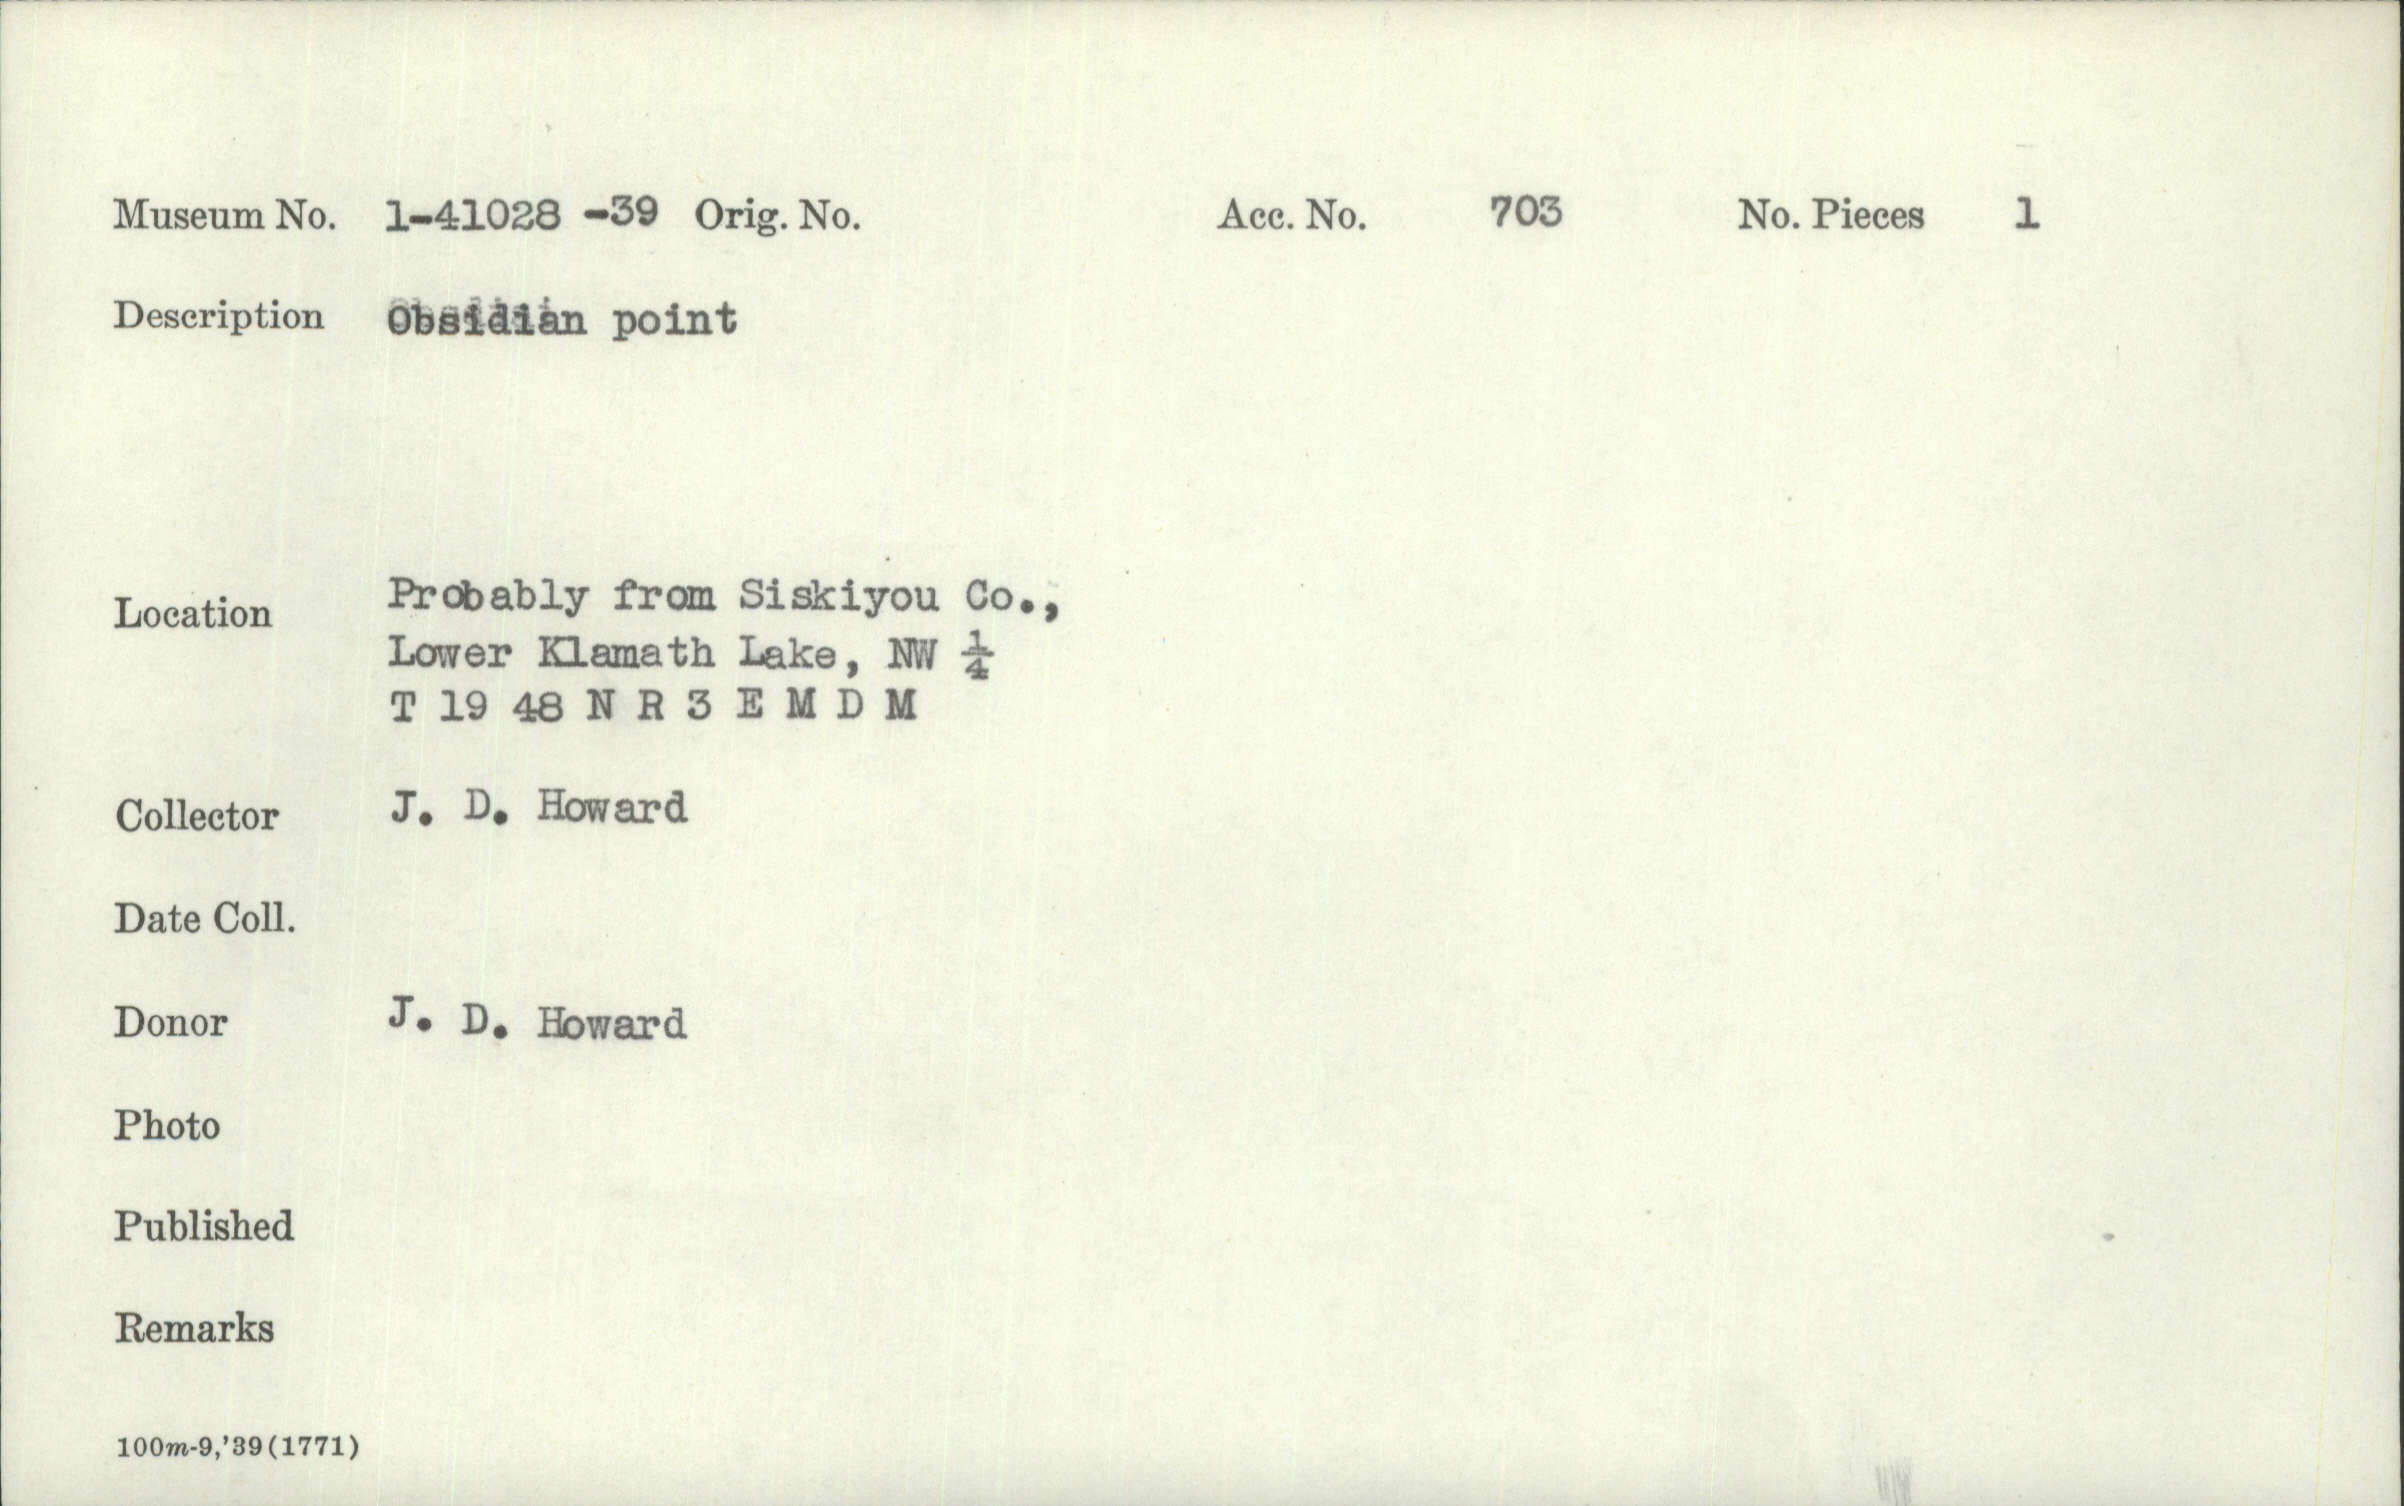 Museum No. 1-41028 -39 Orig. No. Acc. No. 703 No. Pieces 1
Description Obsidian point
Location Probably from Siskiyou Co.,
Lower Klamath Lake, NW ¼
T 19 48 N R 3 E M D M
Collector J. D. Howard
Date Coll.
Donor J. D. Howard
Photo
Published
Remarks
100m-9,'39(1771)